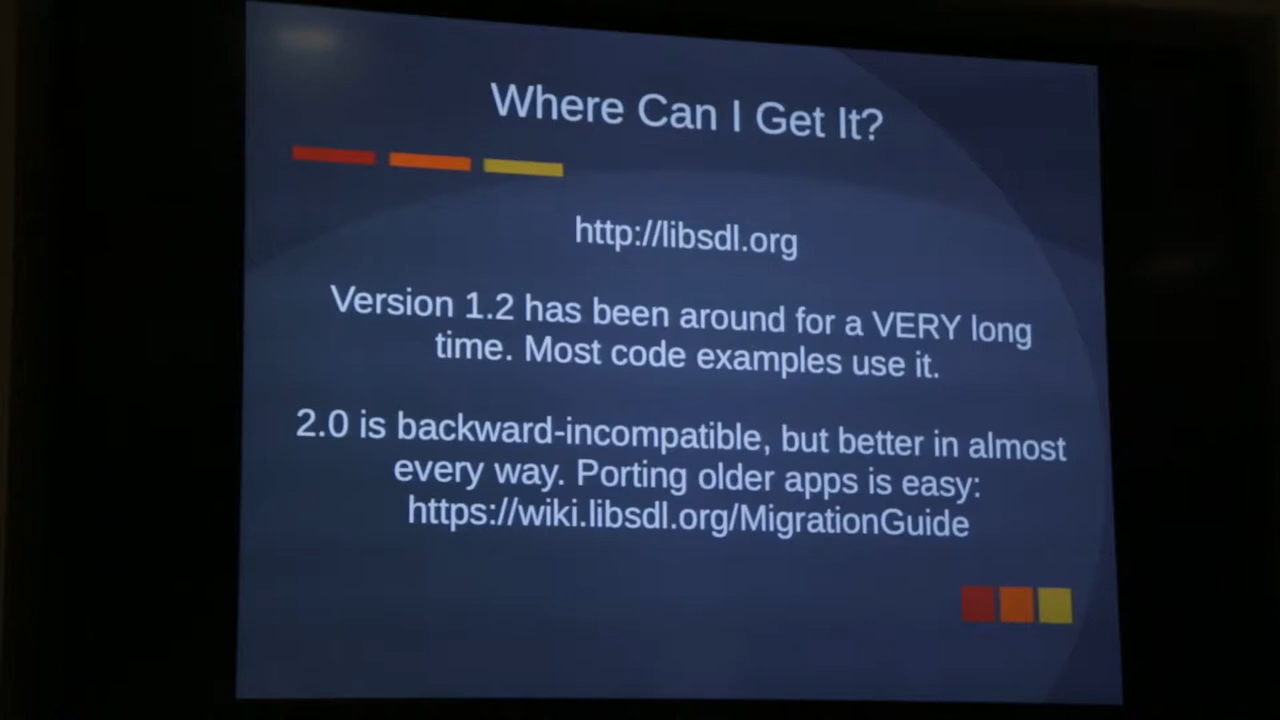 Where Can I Get It?
http://libsdl.org
Version 1.2 has been around for a VERY long
time. Most code examples use it.
2.0 is backward-incompatible, but better in almost
every way. Porting older apps is easy:
https://wiki.libsdl.org/MigrationGuide